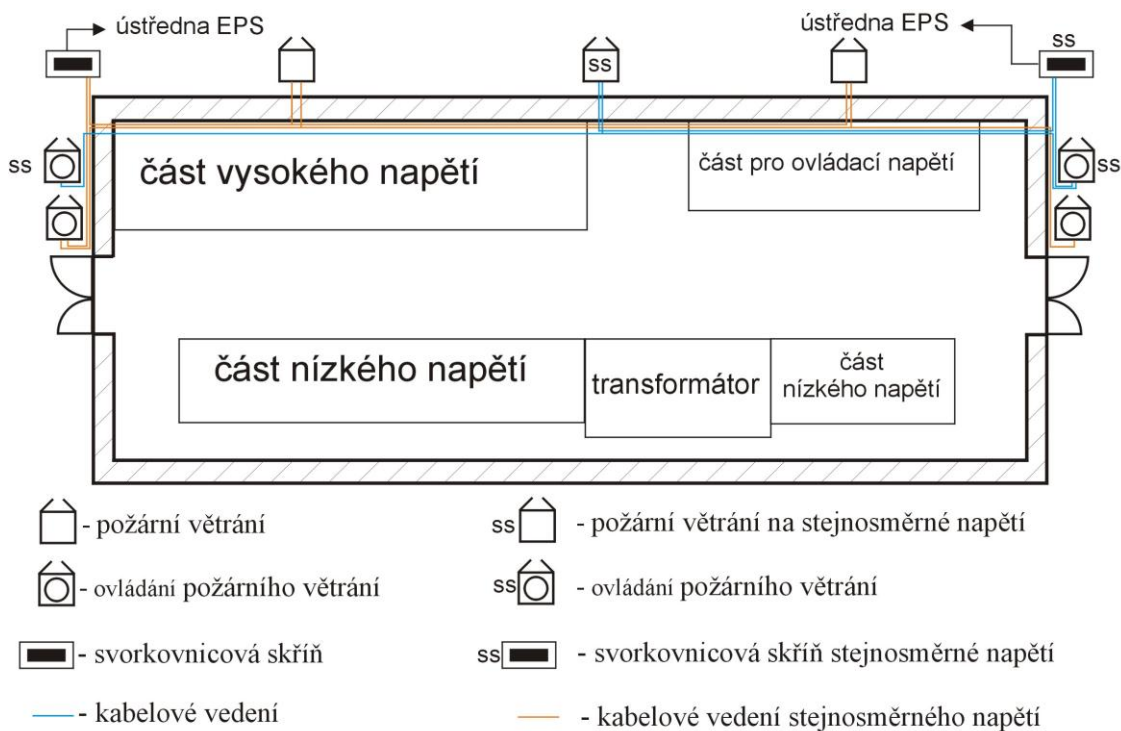 ústředna EPS
ústředna EPS
ss
ss
ss
ss
část vysokého napětí
část pro ovládací napětí
část nízkého napětí
transformátor
část
nízkého napětí
- požární větrání
ss - požární větrání na stejnosměrné napětí
- ovládání požárního větrání
ss - ovládání požárního větrání
- svorkovnicová skříň
ss - svorkovnicová skříň stejnosměrné napětí
- kabelové vedení
- kabelové vedení stejnosměrného napětí